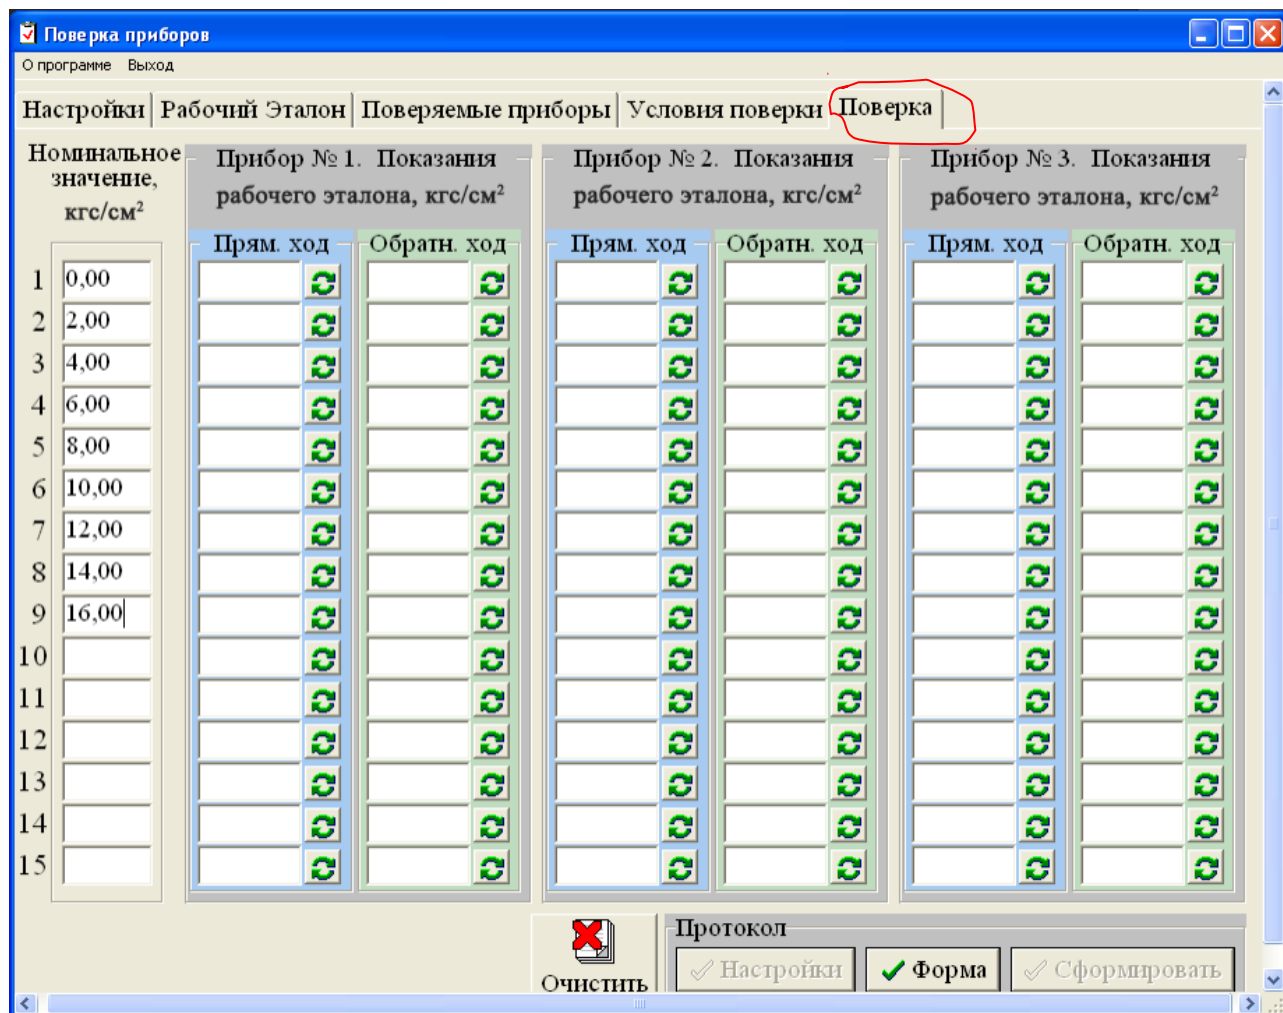 Поверка приборов
О программе Выход
Настройки Рабочий Эталон Поверяемые приборы Условия поверки Поверка
Номинальное значение, кгс/см²
Прибор № 1. Показания рабочего эталона, кгс/см²
Прибор № 2. Показания рабочего эталона, кгс/см²
Прибор № 3. Показания рабочего эталона, кгс/см²
Прям. ход Обратн. ход Прям. ход Обратн. ход Прям. ход Обратн. ход
1 0,00
2 2,00
3 4,00
4 6,00
5 8,00
6 10,00
7 12,00
8 14,00
9 16,00
10
11
12
13
14
15
Очистить
Протокол
Настройки Форма Сформировать